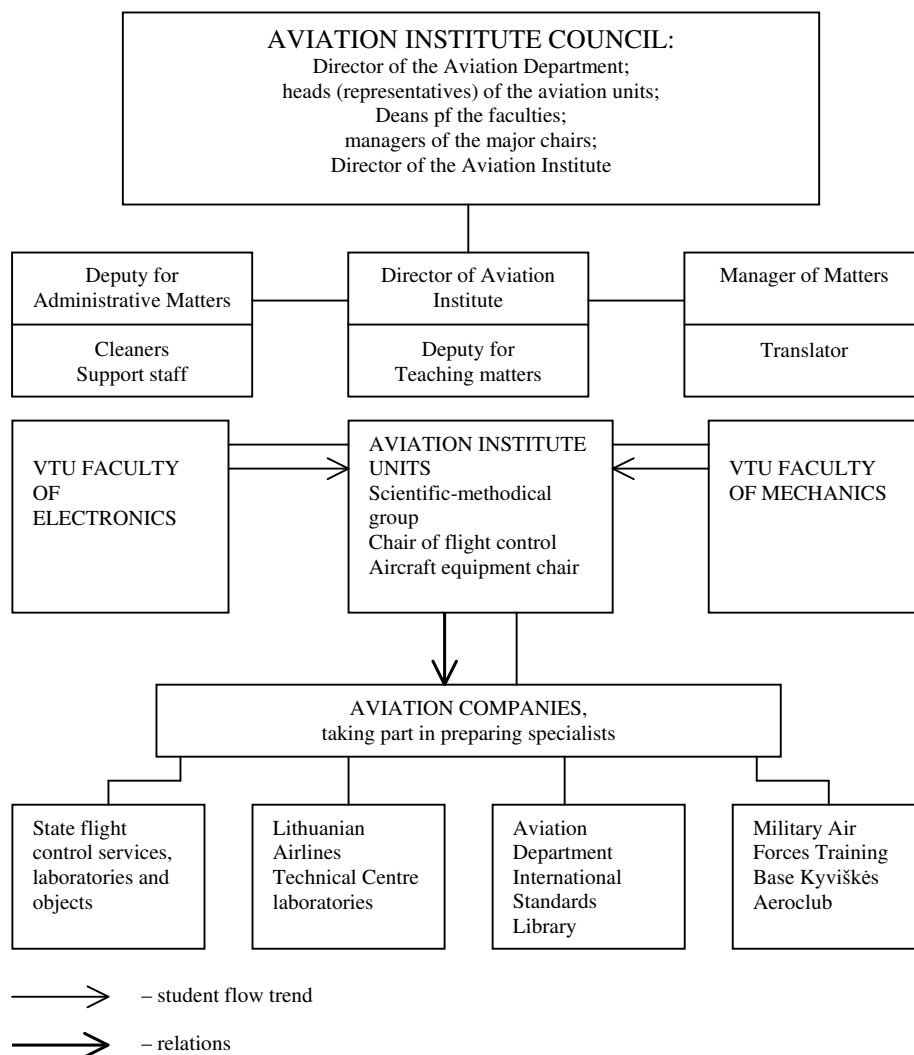 AVIATION INSTITUTE COUNCIL:
Director of the Aviation Department;
heads (representatives) of the aviation units;
Deans pf the faculties;
managers of the major chairs;
Director of the Aviation Institute
Deputy for
Administrative Matters
Cleaners
Support staff
Director of Aviation
Institute
Deputy for
Teaching matters
Manager of Matters
Translator
VTU FACULTY
OF
ELECTRONICS
AVIATION INSTITUTE
UNITS
Scientific-methodical
group
Chair of flight control
Aircraft equipment chair
VTU FACULTY
OF MECHANICS
AVIATION COMPANIES,
taking part in preparing specialists
State flight
control services,
laboratories and
objects
Lithuanian
Airlines
Technical Centre
laboratories
Aviation
Department
International
Standards
Library
Military Air
Forces Training
Base Kyviškės
Aeroclub
– student flow trend
– relations